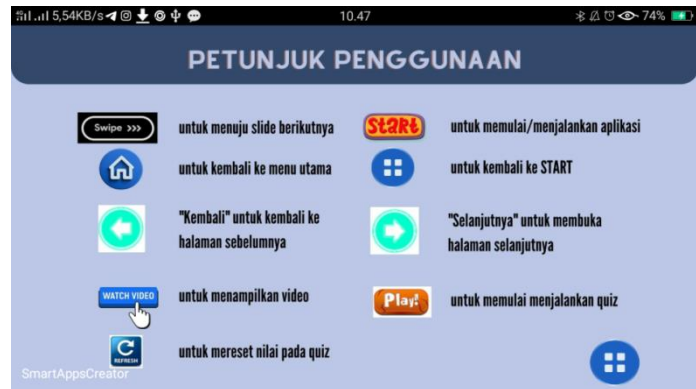 5,54KB/s
10.47
74%
PETUNJUK PENGGUNAAN
Swipe >>>
untuk menuju slide berikutnya
START
untuk memulai/menjalankan aplikasi
untuk kembali ke menu utama
untuk kembali ke START
"Kembali" untuk kembali ke
halaman sebelumnya
"Selanjutnya" untuk membuka
halaman selanjutnya
WATCH VIDEO
untuk menampilkan video
Play!
untuk memulai menjalankan quiz
REFRESH
untuk mereset nilai pada quiz
SmartAppsCreator